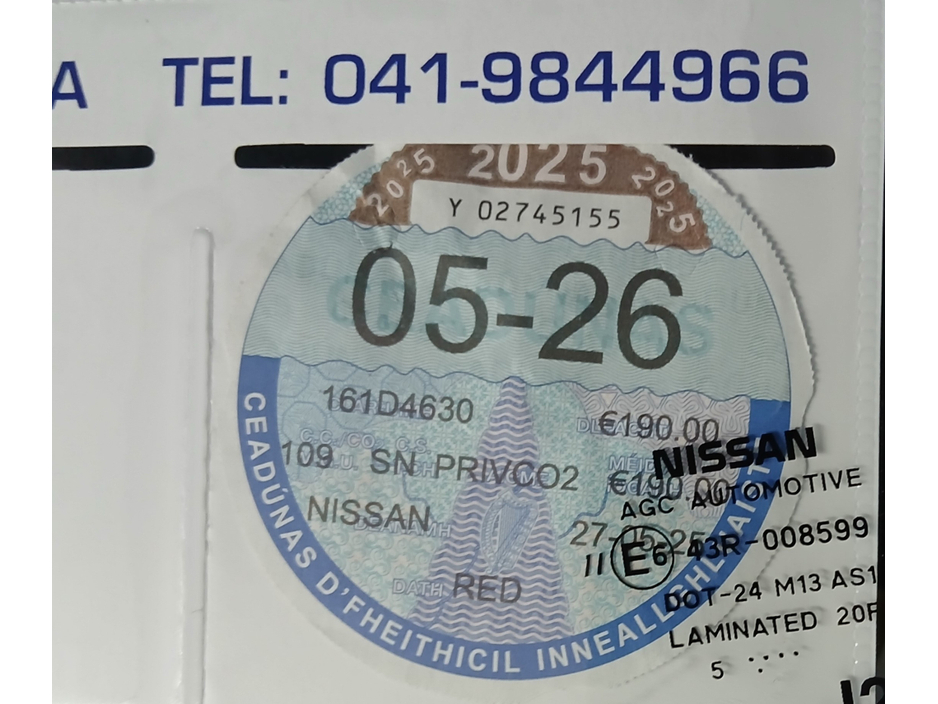 A TEL: 041-9844966
2025 2025 2025
Y 02745155
05-26
161D4630 €190.00
109 SN PRIVCO2 €190.00
NISSAN 27-05-25
DATH RED
CEADÚNAS D'FHEITHICIL INNEALLGHLUAISTE
NISSAN
AGC AUTOMOTIVE
II E6 43R-008599
DOT-24 M13 AS1
LAMINATED 20F
5